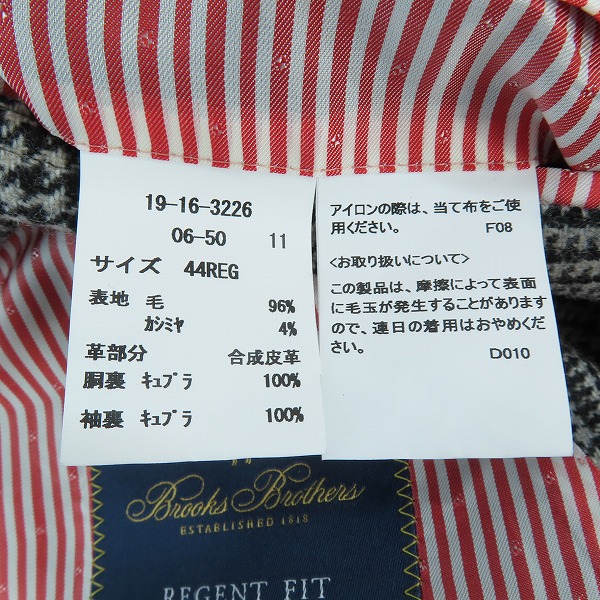 19-16-3226
06-50 11
サイズ 44REG
表地 毛 96%
ｶｼﾐﾔ 4%
革部分 合成皮革
胴裏 ｷｭﾌﾟﾗ 100%
袖裏 ｷｭﾌﾟﾗ 100%
アイロンの際は、当て布をご使
用ください。 F08
<お取り扱いについて>
この製品は、摩擦によって表面
に毛玉が発生することがあります
ので、連日の着用はおやめくだ
さい。 D010
Brooks Brothers
ESTABLISHED 1818
REGENT FIT